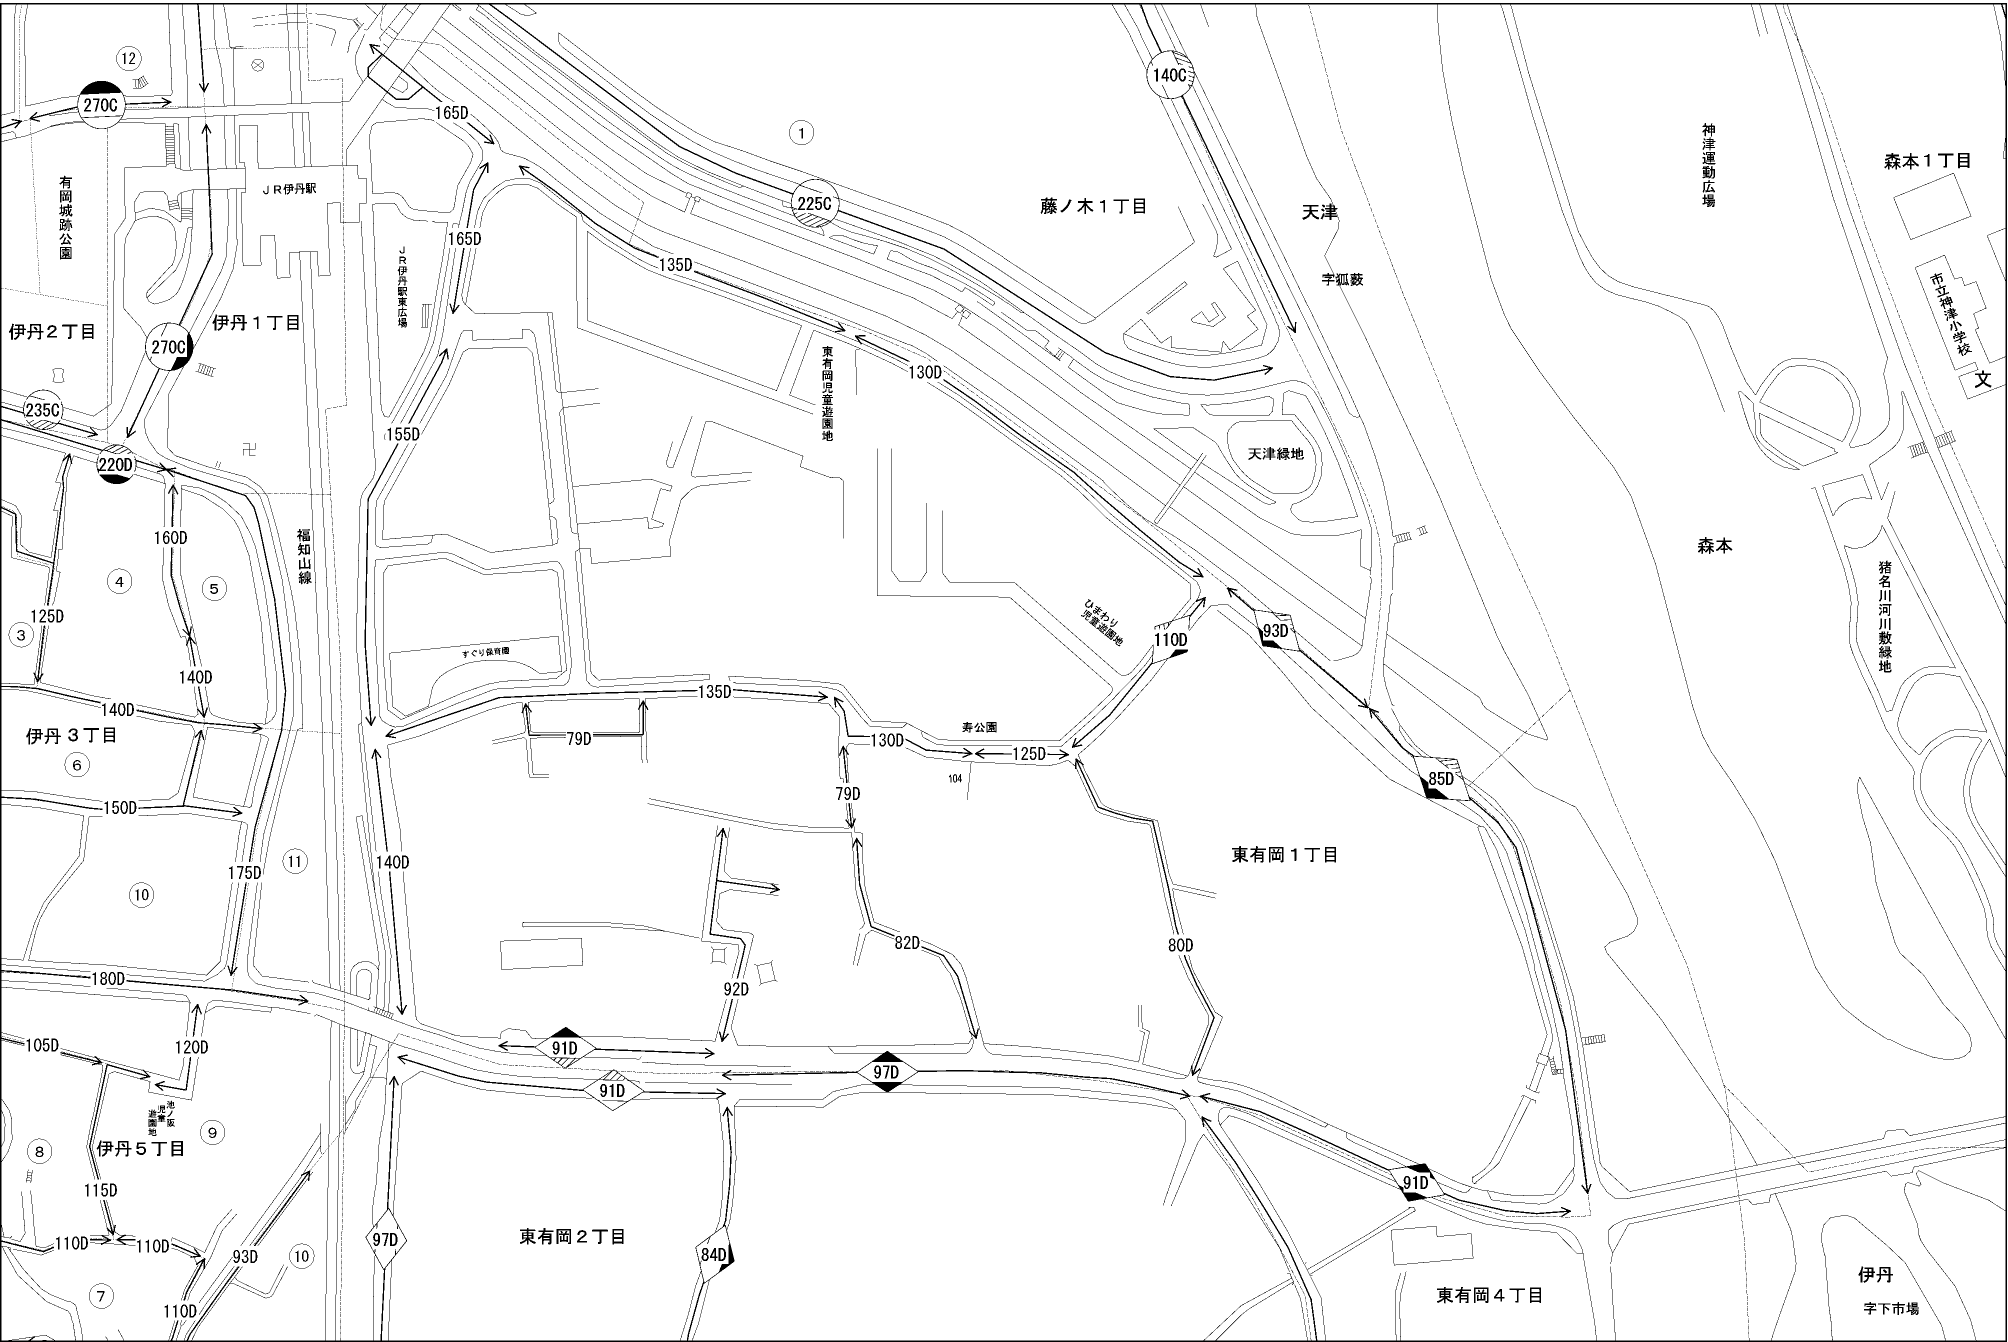 12
270C
165D
140C
1
有岡城跡公園
JR伊丹駅
225C
藤ノ木1丁目
天津
字狐藪
神津運動広場
森本1丁目
市立神津小学校
文
165D
135D
JR伊丹駅東広場
伊丹2丁目
伊丹1丁目
270C
東有岡児童遊園地
130D
235C
220D
155D
天津緑地
160D
福知山線
森本
猪名川河川敷緑地
4
5
125D
3
ひまわり
児童遊園地
110D
93D
すぐり保育園
140D
140D
135D
伊丹3丁目
79D
130D
寿公園
125D
104
6
150D
79D
85D
175D
11
140D
東有岡1丁目
10
82D
80D
180D
92D
105D
120D
91D
97D
91D
池ノ坂
児童
遊園地
9
伊丹5丁目
8
115D
91D
110D
110D
93D
10
97D
東有岡2丁目
84D
7
110D
東有岡4丁目
伊丹
字下市場